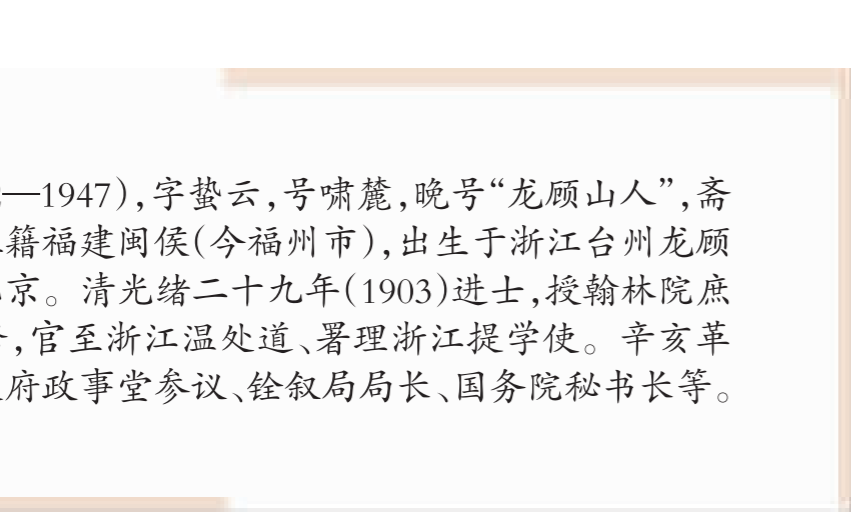 —1947），字蛰云，号啸麓，晚号“龙顾山人”，斋
籍福建闽侯（今福州市），出生于浙江台州龙顾
京。清光绪二十九年（1903）进士，授翰林院庶
，官至浙江温处道、署理浙江提学使。辛亥革
府政事堂参议、铨叙局局长、国务院秘书长等。